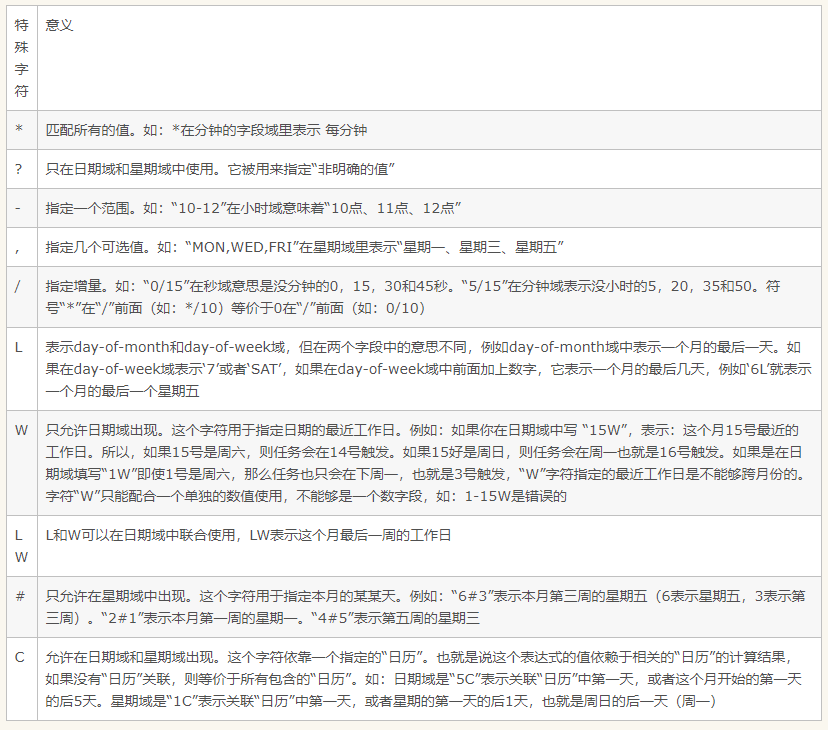 特
殊
字
符
意义
* 匹配所有的值。如：*在分钟的字段域里表示 每分钟
? 只在日期域和星期域中使用。它被用来指定“非明确的值”
- 指定一个范围。如：“10-12”在小时域意味着“10点、11点、12点”
, 指定几个可选值。如：“MON,WED,FRI”在星期域里表示“星期一、星期三、星期五”
/ 指定增量。如：“0/15”在秒域意思是没分钟的0，15，30和45秒。“5/15”在分钟域表示没小时的5，20，35和50。符
号“*”在“/”前面（如：*/10）等价于0在“/”前面（如：0/10）
L 表示day-of-month和day-of-week域，但在两个字段中的意思不同，例如day-of-month域中表示一个月的最后一天。如
果在day-of-week域表示‘7’或者‘SAT’，如果在day-of-week域中前面加上数字，它表示一个月的最后几天，例如‘6L’就表示
一个月的最后一个星期五
W 只允许日期域出现。这个字符用于指定日期的最近工作日。例如：如果你在日期域中写 “15W”，表示：这个月15号最近的
工作日。所以，如果15号是周六，则任务会在14号触发。如果15好是周日，则任务会在周一也就是16号触发。如果是在日
期域填写“1W”即使1号是周六，那么任务也只会在下周一，也就是3号触发，“W”字符指定的最近工作日是不能够跨月份的。
字符“W”只能配合一个单独的数值使用，不能够是一个数字段，如：1-15W是错误的
L
W
L和W可以在日期域中联合使用，LW表示这个月最后一周的工作日
# 只允许在星期域中出现。这个字符用于指定本月的某某天。例如：“6#3”表示本月第三周的星期五（6表示星期五，3表示第
三周）。“2#1”表示本月第一周的星期一。“4#5”表示第五周的星期三
C 允许在日期域和星期域出现。这个字符依靠一个指定的“日历”。也就是说这个表达式的值依赖于相关的“日历”的计算结果，
如果没有“日历”关联，则等价于所有包含的“日历”。如：日期域是“5C”表示关联“日历”中第一天，或者这个月开始的第一天
的后5天。星期域是“1C”表示关联“日历”中第一天，或者星期的第一天的后1天，也就是周日的后一天（周一）